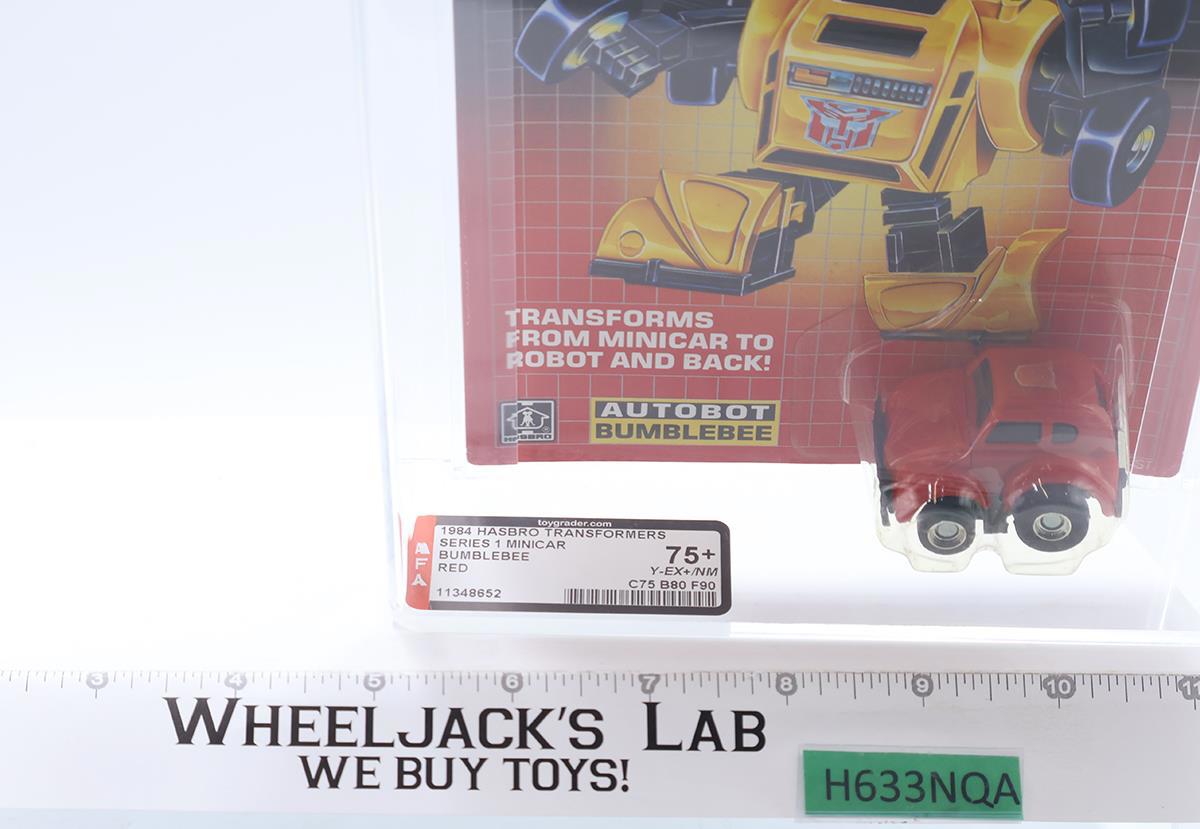 TRANSFORMS
FROM MINICAR TO
ROBOT AND BACK!
HASBRO
AUTOBOT
BUMBLEBEE
toygrader.com
AFA
1984 HASBRO TRANSFORMERS
SERIES 1 MINICAR
BUMBLEBEE
RED
75+
Y-EX+/NM
C75 B80 F90
11348652
3 4 5 6 7 8 9 10 11
WHEELJACK'S LAB
WE BUY TOYS!
H633NQA